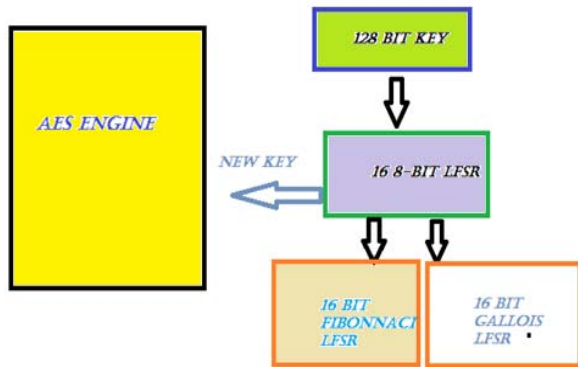 128 BIT KEY
AES ENGINE
NEW KEY
16 8-BIT LFSR
16 BIT
FIBONNACI
LFSR
16 BIT
GALLOIS
LFSR